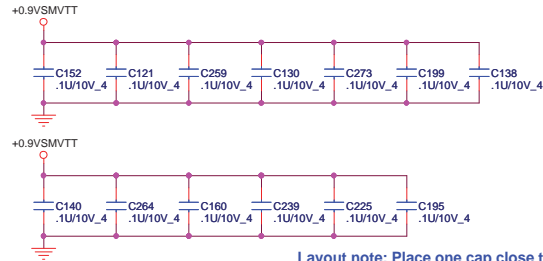 +0.9VSMVTT
C152 C121 C259 C130 C273 C199 C138
.1U/10V_4 .1U/10V_4 .1U/10V_4 .1U/10V_4 .1U/10V_4 .1U/10V_4 .1U/10V_4
+0.9VSMVTT
C140 C264 C160 C239 C225 C195
.1U/10V_4 .1U/10V_4 .1U/10V_4 .1U/10V_4 .1U/10V_4 .1U/10V_4
Layout note: Place one cap close t